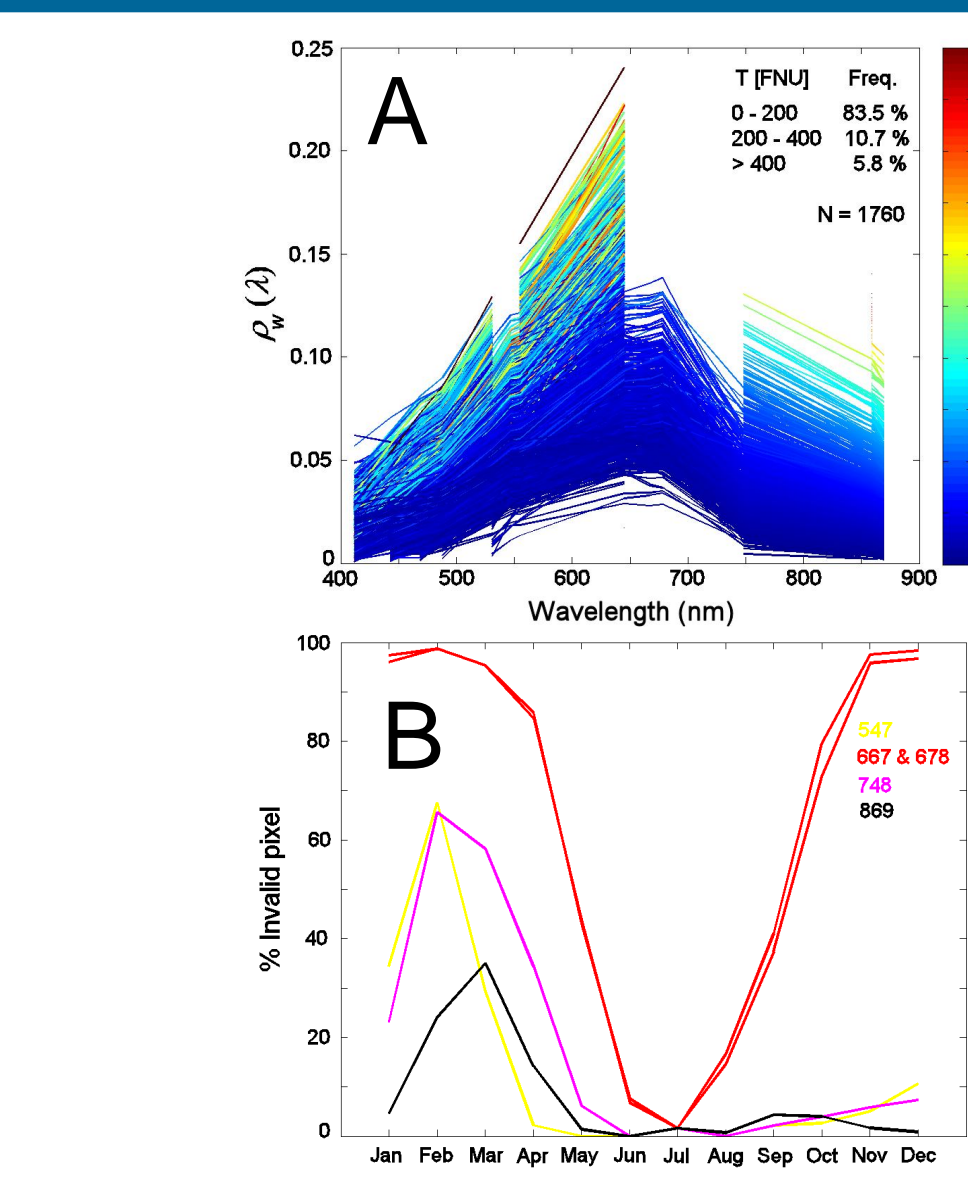 A
T [FNU] Freq.
0 - 200 83.5 %
200 - 400 10.7 %
> 400 5.8 %
N = 1760
0.25
0.20
0.15
0.10
0.05
0
ρw (λ)
400 500 600 700 800 900
Wavelength (nm)
B
547
667 & 678
748
869
100
80
60
40
20
0
% Invalid pixel
Jan Feb Mar Apr May Jun Jul Aug Sep Oct Nov Dec